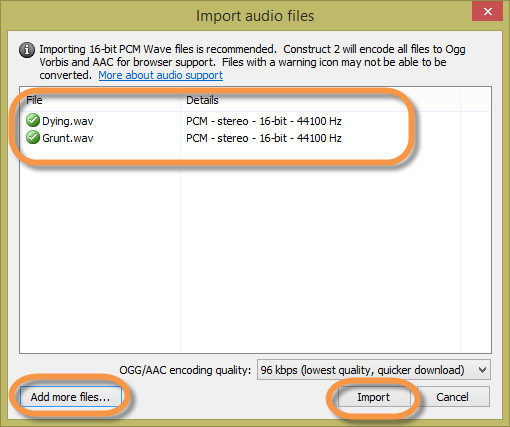 Import audio files
Importing 16-bit PCM Wave files is recommended.  Construct 2 will encode all files to Ogg
Vorbis and AAC for browser support.  Files with a warning icon may not be able to be
converted.  More about audio support
File Details
Dying.wav PCM - stereo - 16-bit - 44100 Hz
Grunt.wav PCM - stereo - 16-bit - 44100 Hz
OGG/AAC encoding quality: 96 kbps (lowest quality, quicker download)
Add more files... Import Cancel